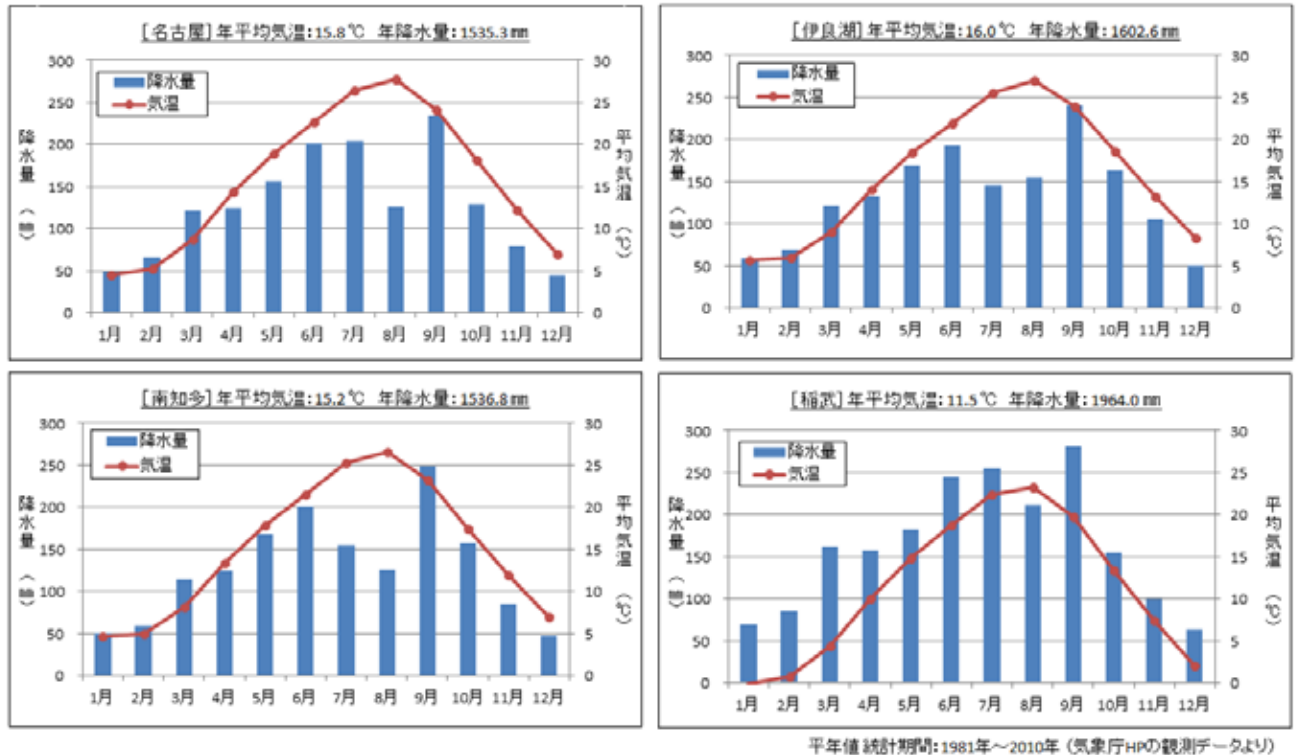 [名古屋]年平均気温:15.8℃ 年降水量:1535.3㎜
300
250
200
150
100
50
0
降水量(㎜)
降水量
気温
30
25
20
15
10
5
0
平均気温(℃)
1月 2月 3月 4月 5月 6月 7月 8月 9月 10月 11月 12月
[伊良湖]年平均気温:16.0℃ 年降水量:1602.6㎜
300
250
200
150
100
50
0
降水量(㎜)
降水量
気温
30
25
20
15
10
5
0
平均気温(℃)
1月 2月 3月 4月 5月 6月 7月 8月 9月 10月 11月 12月
[南知多]年平均気温:15.2℃ 年降水量:1536.8㎜
300
250
200
150
100
50
0
降水量(㎜)
降水量
気温
30
25
20
15
10
5
0
平均気温(℃)
1月 2月 3月 4月 5月 6月 7月 8月 9月 10月 11月 12月
[稲武]年平均気温:11.5℃ 年降水量:1964.0㎜
300
250
200
150
100
50
0
降水量(㎜)
降水量
気温
30
25
20
15
10
5
0
平均気温(℃)
1月 2月 3月 4月 5月 6月 7月 8月 9月 10月 11月 12月
平年値統計期間:1981年~2010年 (気象庁HPの観測データより)